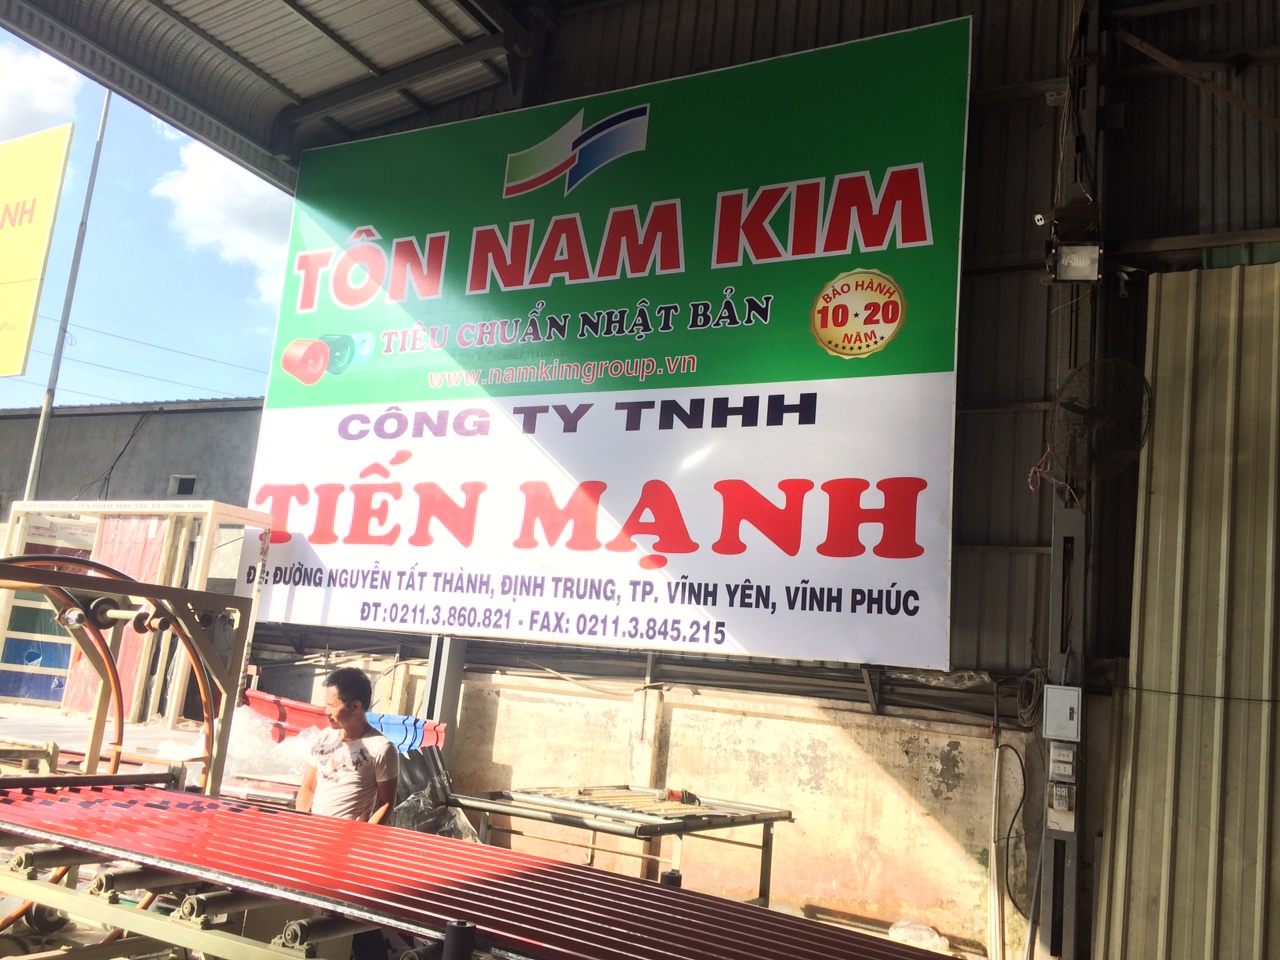 NH
TÔN NAM KIM
TIÊU CHUẨN NHẬT BẢN
BẢO HÀNH
10 ★ 20
NĂM
www.namkimgroup.vn
CÔNG TY TNHH
TIẾN MẠNH
ĐC: ĐƯỜNG NGUYỄN TẤT THÀNH, ĐỊNH TRUNG, TP. VĨNH YÊN, VĨNH PHÚC
ĐT: 0211.3.860.821 - FAX: 0211.3.845.215